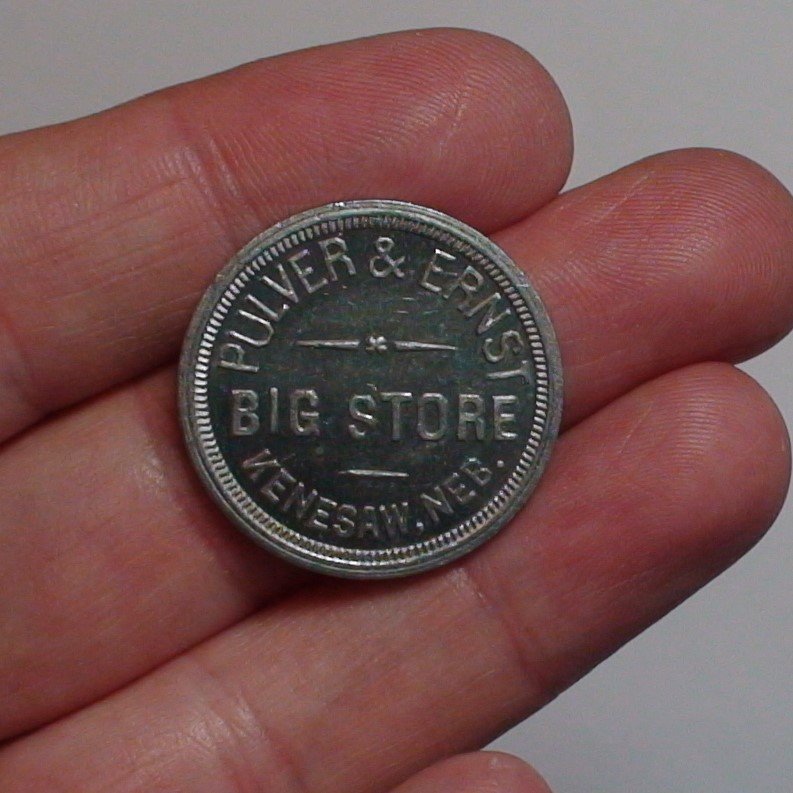 PULVER & ERNST
BIG STORE
KENESAW, NEB.